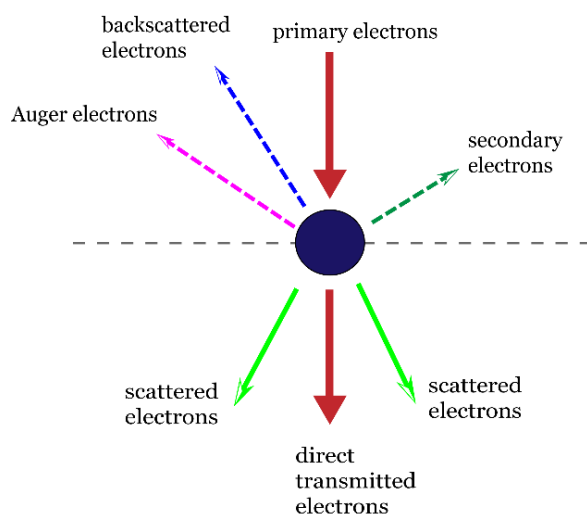 backscattered
electrons
primary electrons
Auger electrons
secondary
electrons
scattered
electrons
scattered
electrons
direct
transmitted
electrons